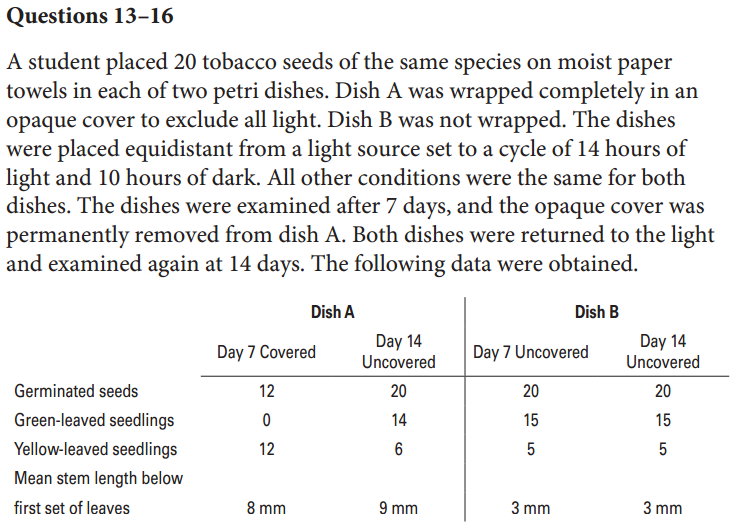 Questions 13–16
A student placed 20 tobacco seeds of the same species on moist paper
towels in each of two petri dishes. Dish A was wrapped completely in an
opaque cover to exclude all light. Dish B was not wrapped. The dishes
were placed equidistant from a light source set to a cycle of 14 hours of
light and 10 hours of dark. All other conditions were the same for both
dishes. The dishes were examined after 7 days, and the opaque cover was
permanently removed from dish A. Both dishes were returned to the light
and examined again at 14 days. The following data were obtained.
Dish A Dish B
Day 7 Covered Day 14 Uncovered Day 7 Uncovered Day 14 Uncovered
Germinated seeds 12 20 20 20
Green-leaved seedlings 0 14 15 15
Yellow-leaved seedlings 12 6 5 5
Mean stem length below
first set of leaves 8 mm 9 mm 3 mm 3 mm